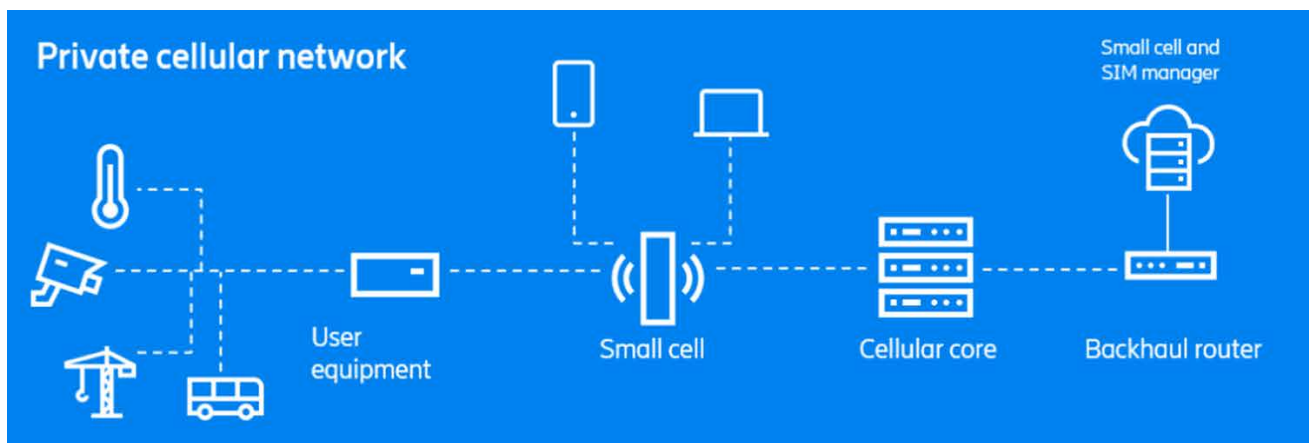 Private cellular network
Small cell and
SIM manager
User
equipment
Small cell
Cellular core
Backhaul router